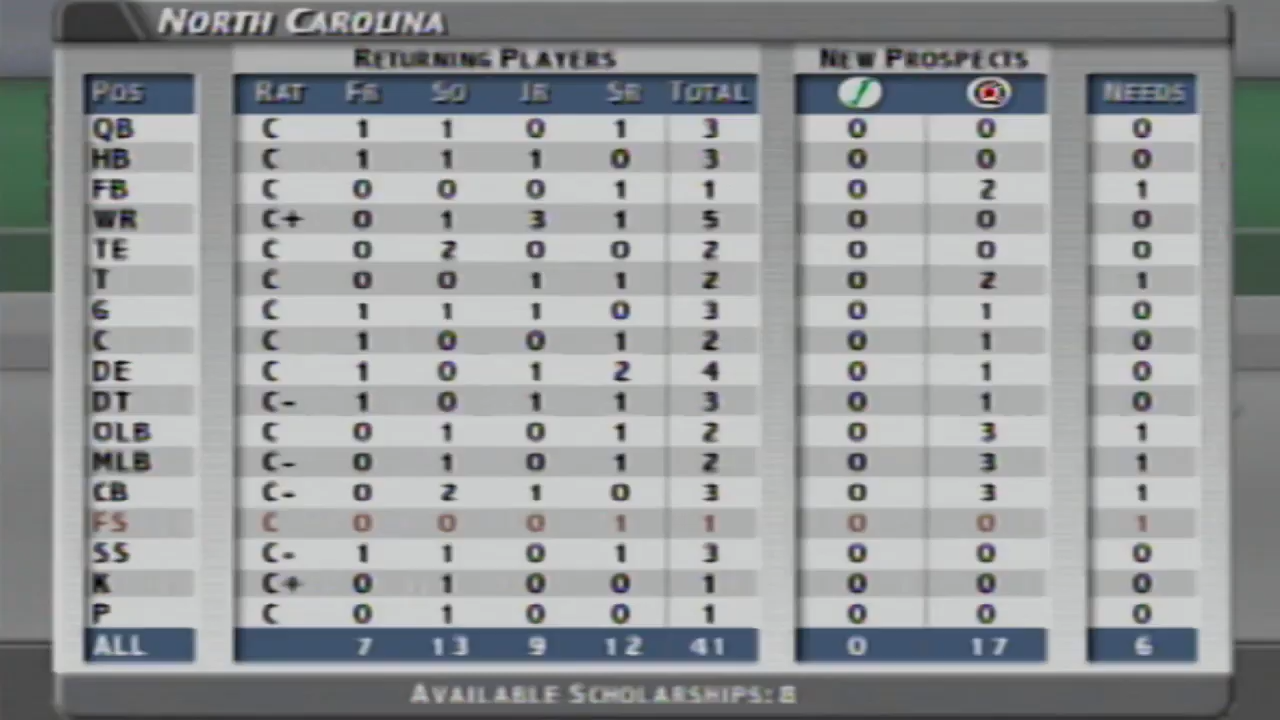 NORTH CAROLINA
RETURNING PLAYERS NEW PROSPECTS
POS RAT FR SO JR SR TOTAL NEEDS
QB C 1 1 0 1 3 0 0 0
HB C 1 1 1 0 3 0 0 0
FB C 0 0 0 1 1 0 2 1
WR C+ 0 1 3 1 5 0 0 0
TE C 0 2 0 0 2 0 0 0
T C 0 0 1 1 2 0 2 1
G C 1 1 1 0 3 0 1 0
C C 1 0 0 1 2 0 1 0
DE C 1 0 1 2 4 0 1 0
DT C- 1 0 1 1 3 0 1 0
OLB C 0 1 0 1 2 0 3 1
MLB C- 0 1 0 1 2 0 3 1
CB C- 0 2 1 0 3 0 3 1
FS C 0 0 0 1 1 0 0 1
SS C- 1 1 0 1 3 0 0 0
K C+ 0 1 0 0 1 0 0 0
P C 0 1 0 0 1 0 0 0
ALL 7 13 9 12 41 0 17 6
AVAILABLE SCHOLARSHIPS: 8